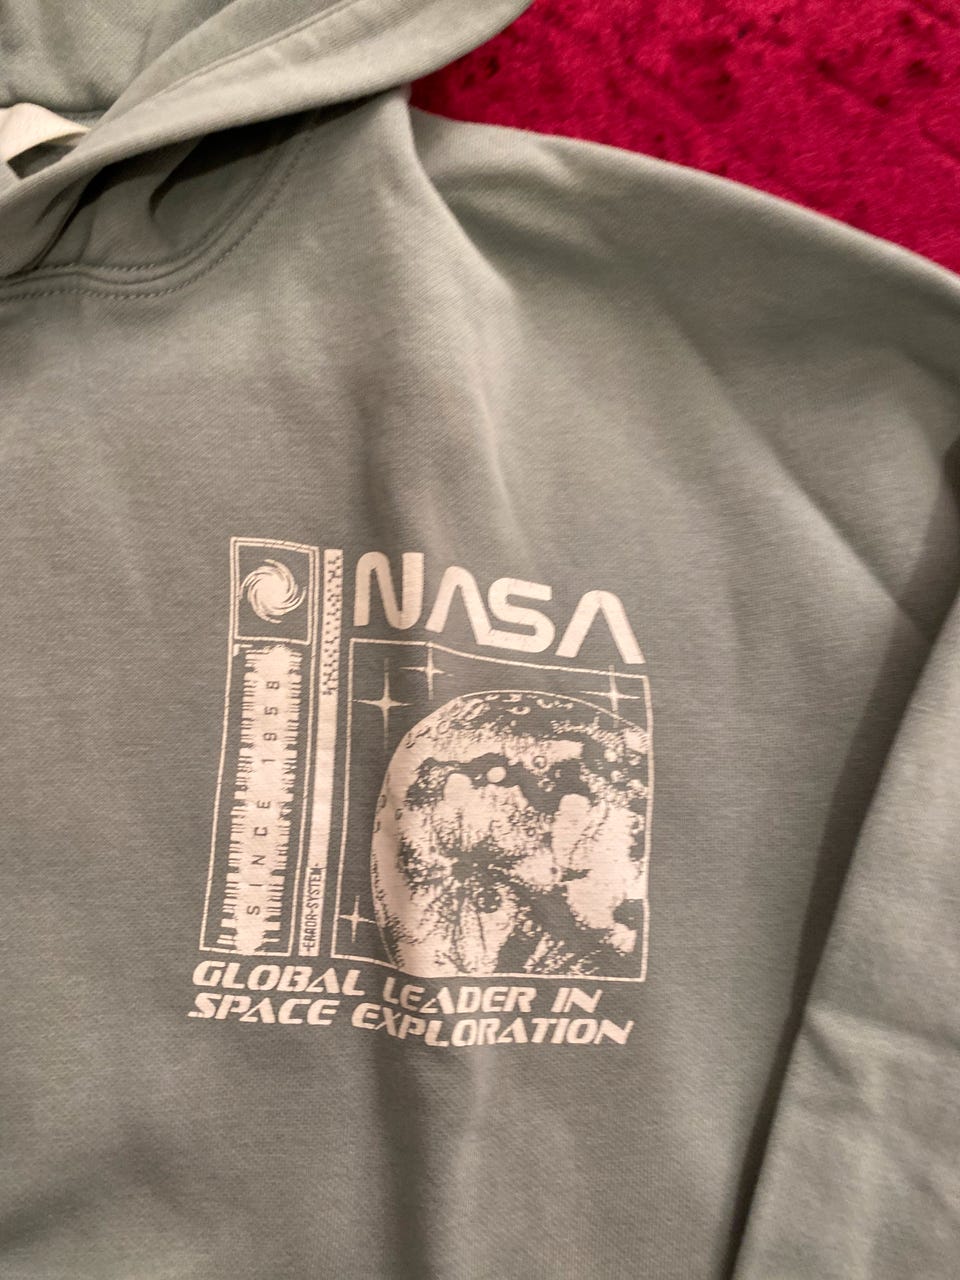 NASA
SINCE 1958
-ERROR-SYSTEM-
GLOBAL LEADER IN
SPACE EXPLORATION